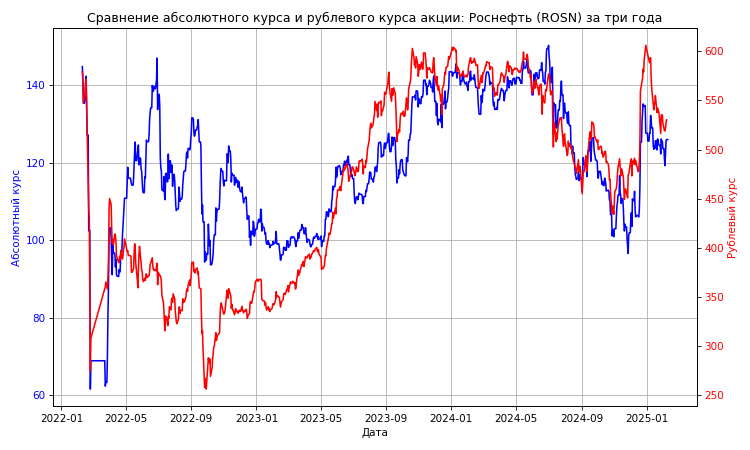 Сравнение абсолютного курса и рублевого курса акции: Роснефть (ROSN) за три года
Абсолютный курс
140
120
100
80
60
600
550
500
450
400
350
300
250
Рублевый курс
2022-01 2022-05 2022-09 2023-01 2023-05 2023-09 2024-01 2024-05 2024-09 2025-01
Дата